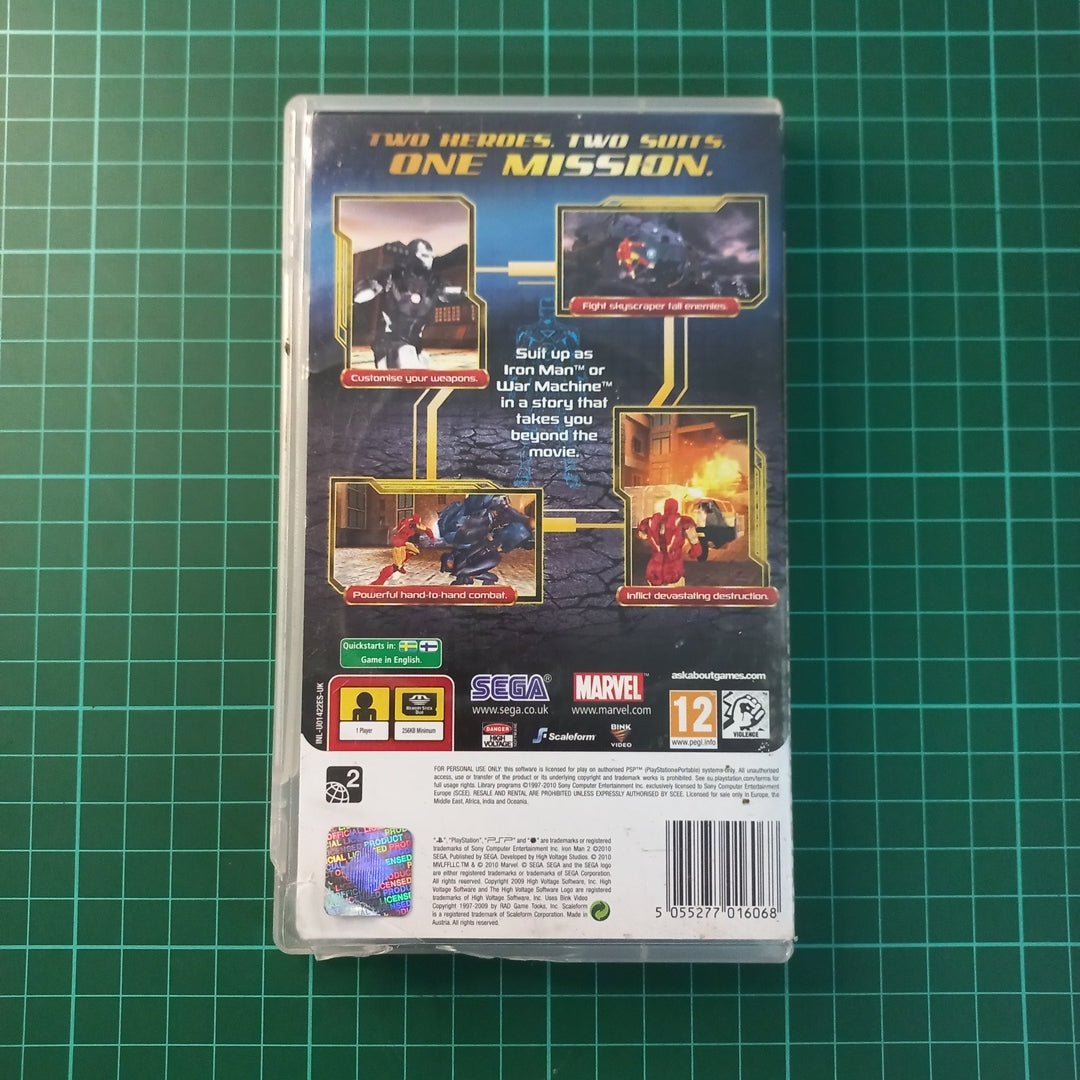 TWO HEROES. TWO SUITS.
ONE MISSION.
Customise your weapons.
Fight skyscraper tall enemies.
Suit up as
Iron Man™ or
War Machine™
in a story that
takes you
beyond the
movie.
Powerful hand-to-hand combat.
Inflict devastating destruction.
Quickstarts in:
Game in English.
INL-U01422ES-UK
1 Player
MEMORY STICK
DUO
256KB Minimum
SEGA®
www.sega.co.uk
MARVEL™
www.marvel.com
askaboutgames.com
12
www.pegi.info
VIOLENCE
DANGER
HIGH
VOLTAGE
Scaleform
BINK
VIDEO
2
FOR PERSONAL USE ONLY: this software is licensed for play on authorised PSP™ (PlayStation®Portable) systems only. All unauthorised
access, use or transfer of the product or its underlying copyright and trademark works is prohibited. See eu.playstation.com/terms for
full usage rights. Library programs ©1997-2010 Sony Computer Entertainment Inc. exclusively licensed to Sony Computer Entertainment
Europe (SCEE). RESALE AND RENTAL ARE PROHIBITED UNLESS EXPRESSLY AUTHORISED BY SCEE. Licensed for sale only in Europe, the
Middle East, Africa, India and Oceania.
OFFICIAL LICENSED PRODUCT
", "PlayStation", "PSP" and " " are trademarks or registered
trademarks of Sony Computer Entertainment Inc. Iron Man 2 ©2010
SEGA, Published by SEGA. Developed by High Voltage Studios. © 2010
MVLFFLLC. TM & © 2010 Marvel. © SEGA. SEGA and the SEGA logo
are either registered trademarks or trademarks of SEGA Corporation.
All rights reserved. Copyright 2009 High Voltage Software, Inc. High
Voltage Software and The High Voltage Software Logo are registered
trademarks of High Voltage Software, Inc. Uses Bink Video
Copyright 1997-2009 by RAD Game Tools, Inc. Scaleform
is a registered trademark of Scaleform Corporation. Made in
Austria. All rights reserved.
5 055277 016068